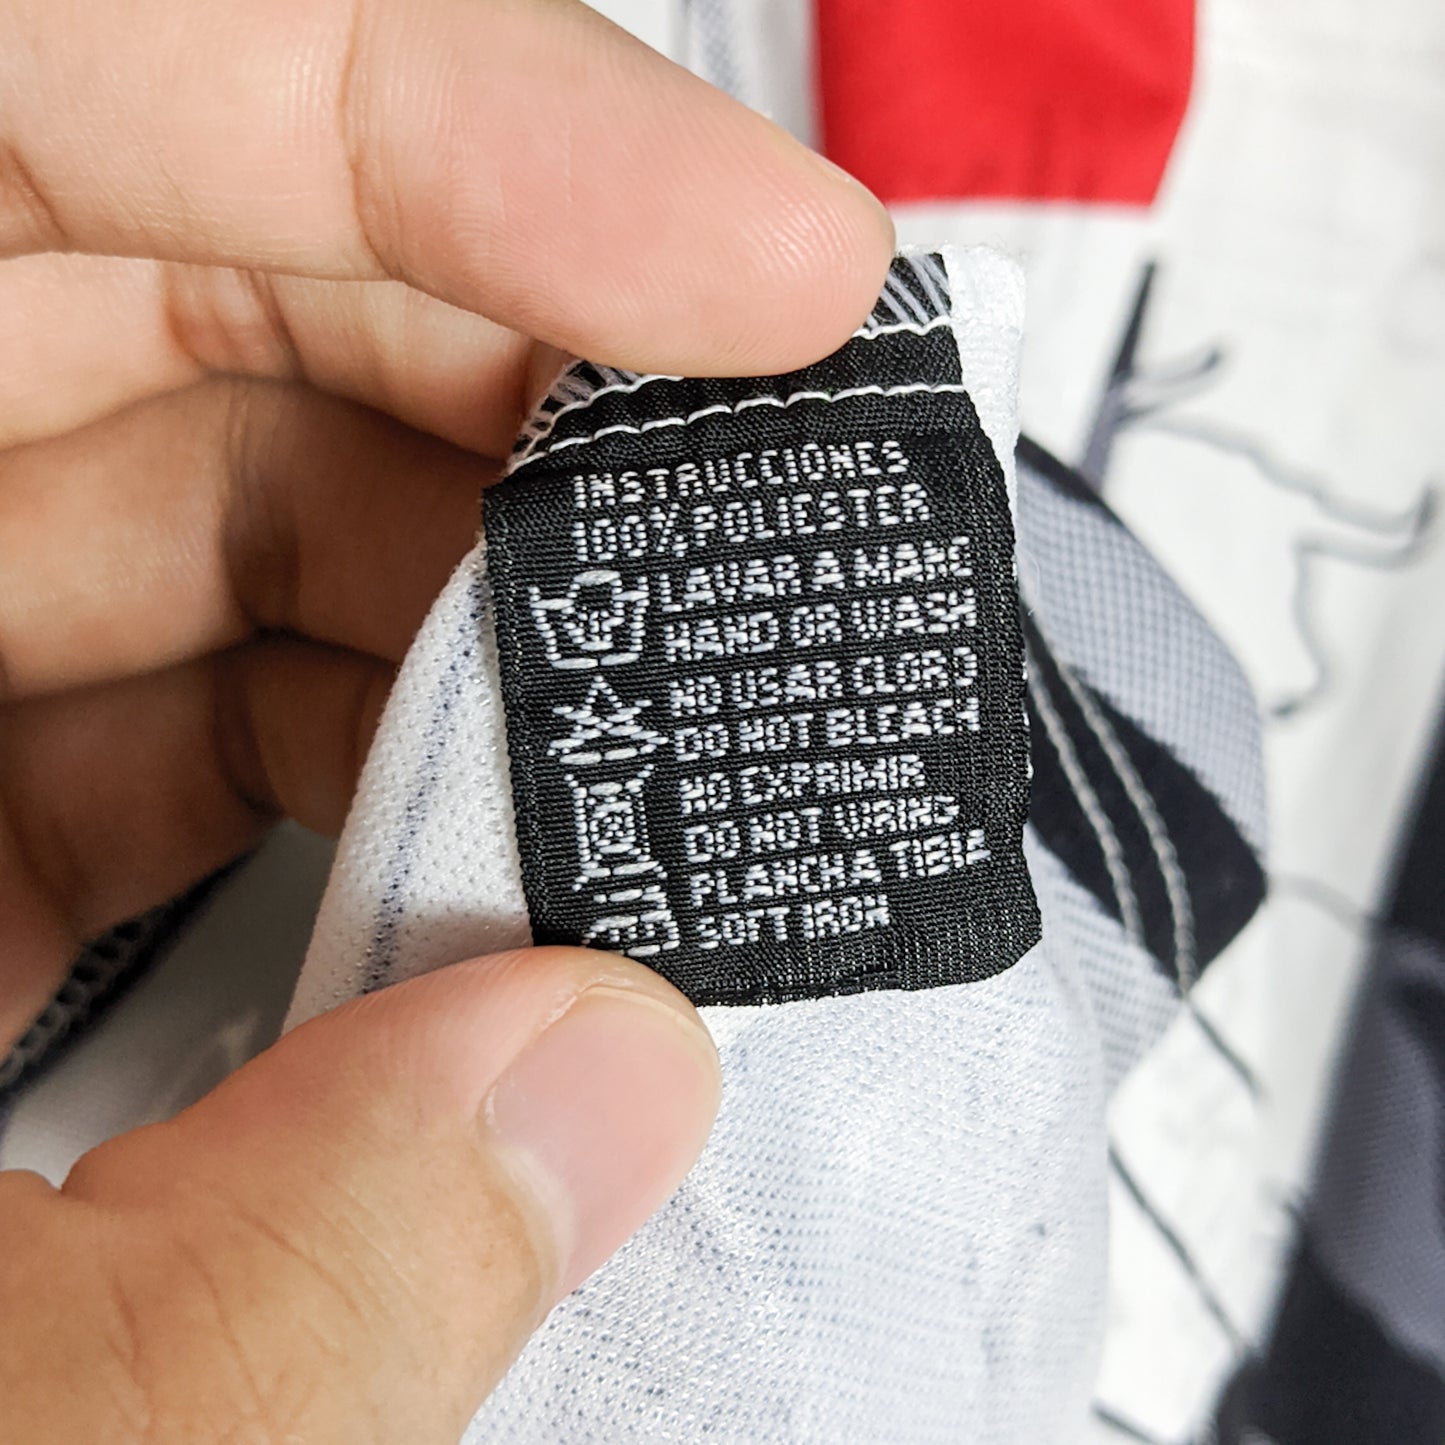 INSTRUCCIONES
100% POLIESTER
LAVAR A MANO
HAND OR WASH
NO USAR CLORO
DO NOT BLEACH
NO EXPRIMIR
DO NOT WRING
PLANCHA TIBIA
SOFT IRON